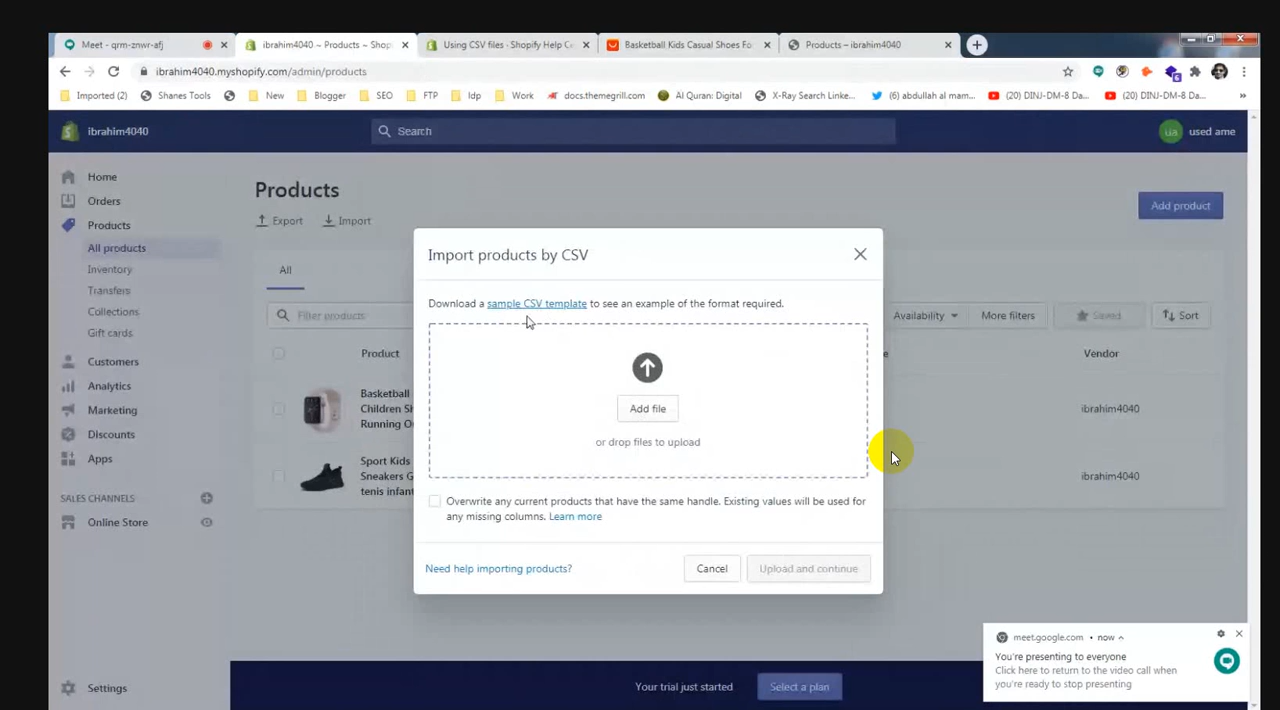 Meet - qrm-znwr-afj
ibrahim4040 ~ Products ~ Shop
Using CSV files · Shopify Help Ce
Basketball Kids Casual Shoes Fo
Products – ibrahim4040
ibrahim4040.myshopify.com/admin/products
Imported (2)
Shanes Tools
New
Blogger
SEO
FTP
Idp
Work
docs.themegrill.com
Al Quran: Digital
X-Ray Search Linke...
(6) abdullah al mam...
(20) DINJ-DM-8 Da...
(20) DINJ-DM-8 Da...
»
ibrahim4040
Search
ua
used ame
Home
Orders
Products
All products
Inventory
Transfers
Collections
Gift cards
Customers
Analytics
Marketing
Discounts
Apps
SALES CHANNELS
Online Store
Settings
Products
Export
Import
Add product
All
Filter products
Availability
More filters
Saved
Sort
Product
Vendor
Basketball
Children Sh
Running Ou
ibrahim4040
Sport Kids
Sneakers G
tenis infant
ibrahim4040
Import products by CSV
Download a sample CSV template to see an example of the format required.
Add file
or drop files to upload
Overwrite any current products that have the same handle. Existing values will be used for
any missing columns. Learn more
Need help importing products?
Cancel
Upload and continue
Your trial just started
Select a plan
meet.google.com • now
You're presenting to everyone
Click here to return to the video call when
you're ready to stop presenting